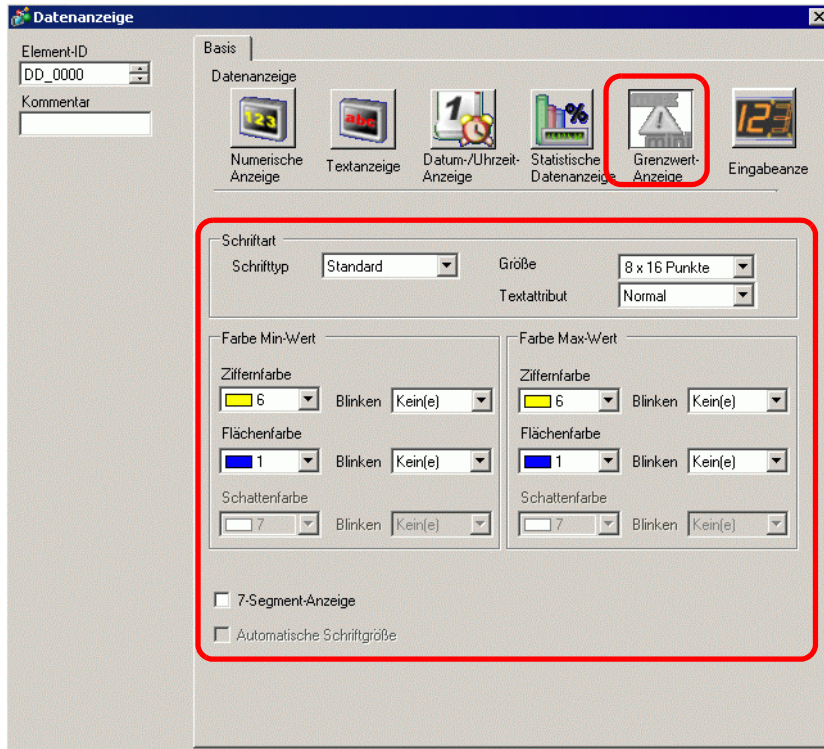 Datenanzeige
Element-ID
DD_0000
Kommentar
Basis
Datenanzeige
Numerische Anzeige
Textanzeige
Datum-/Uhrzeit-Anzeige
Statistische Datenanzeige
Grenzwert-Anzeige
Eingabeanze
Schriftart
Schrifttyp Standard Größe 8 x 16 Punkte
Textattribut Normal
Farbe Min-Wert
Ziffernfarbe
6 Blinken Kein(e)
Flächenfarbe
1 Blinken Kein(e)
Schattenfarbe
7 Blinken Kein(e)
Farbe Max-Wert
Ziffernfarbe
6 Blinken Kein(e)
Flächenfarbe
1 Blinken Kein(e)
Schattenfarbe
7 Blinken Kein(e)
7-Segment-Anzeige
Automatische Schriftgröße